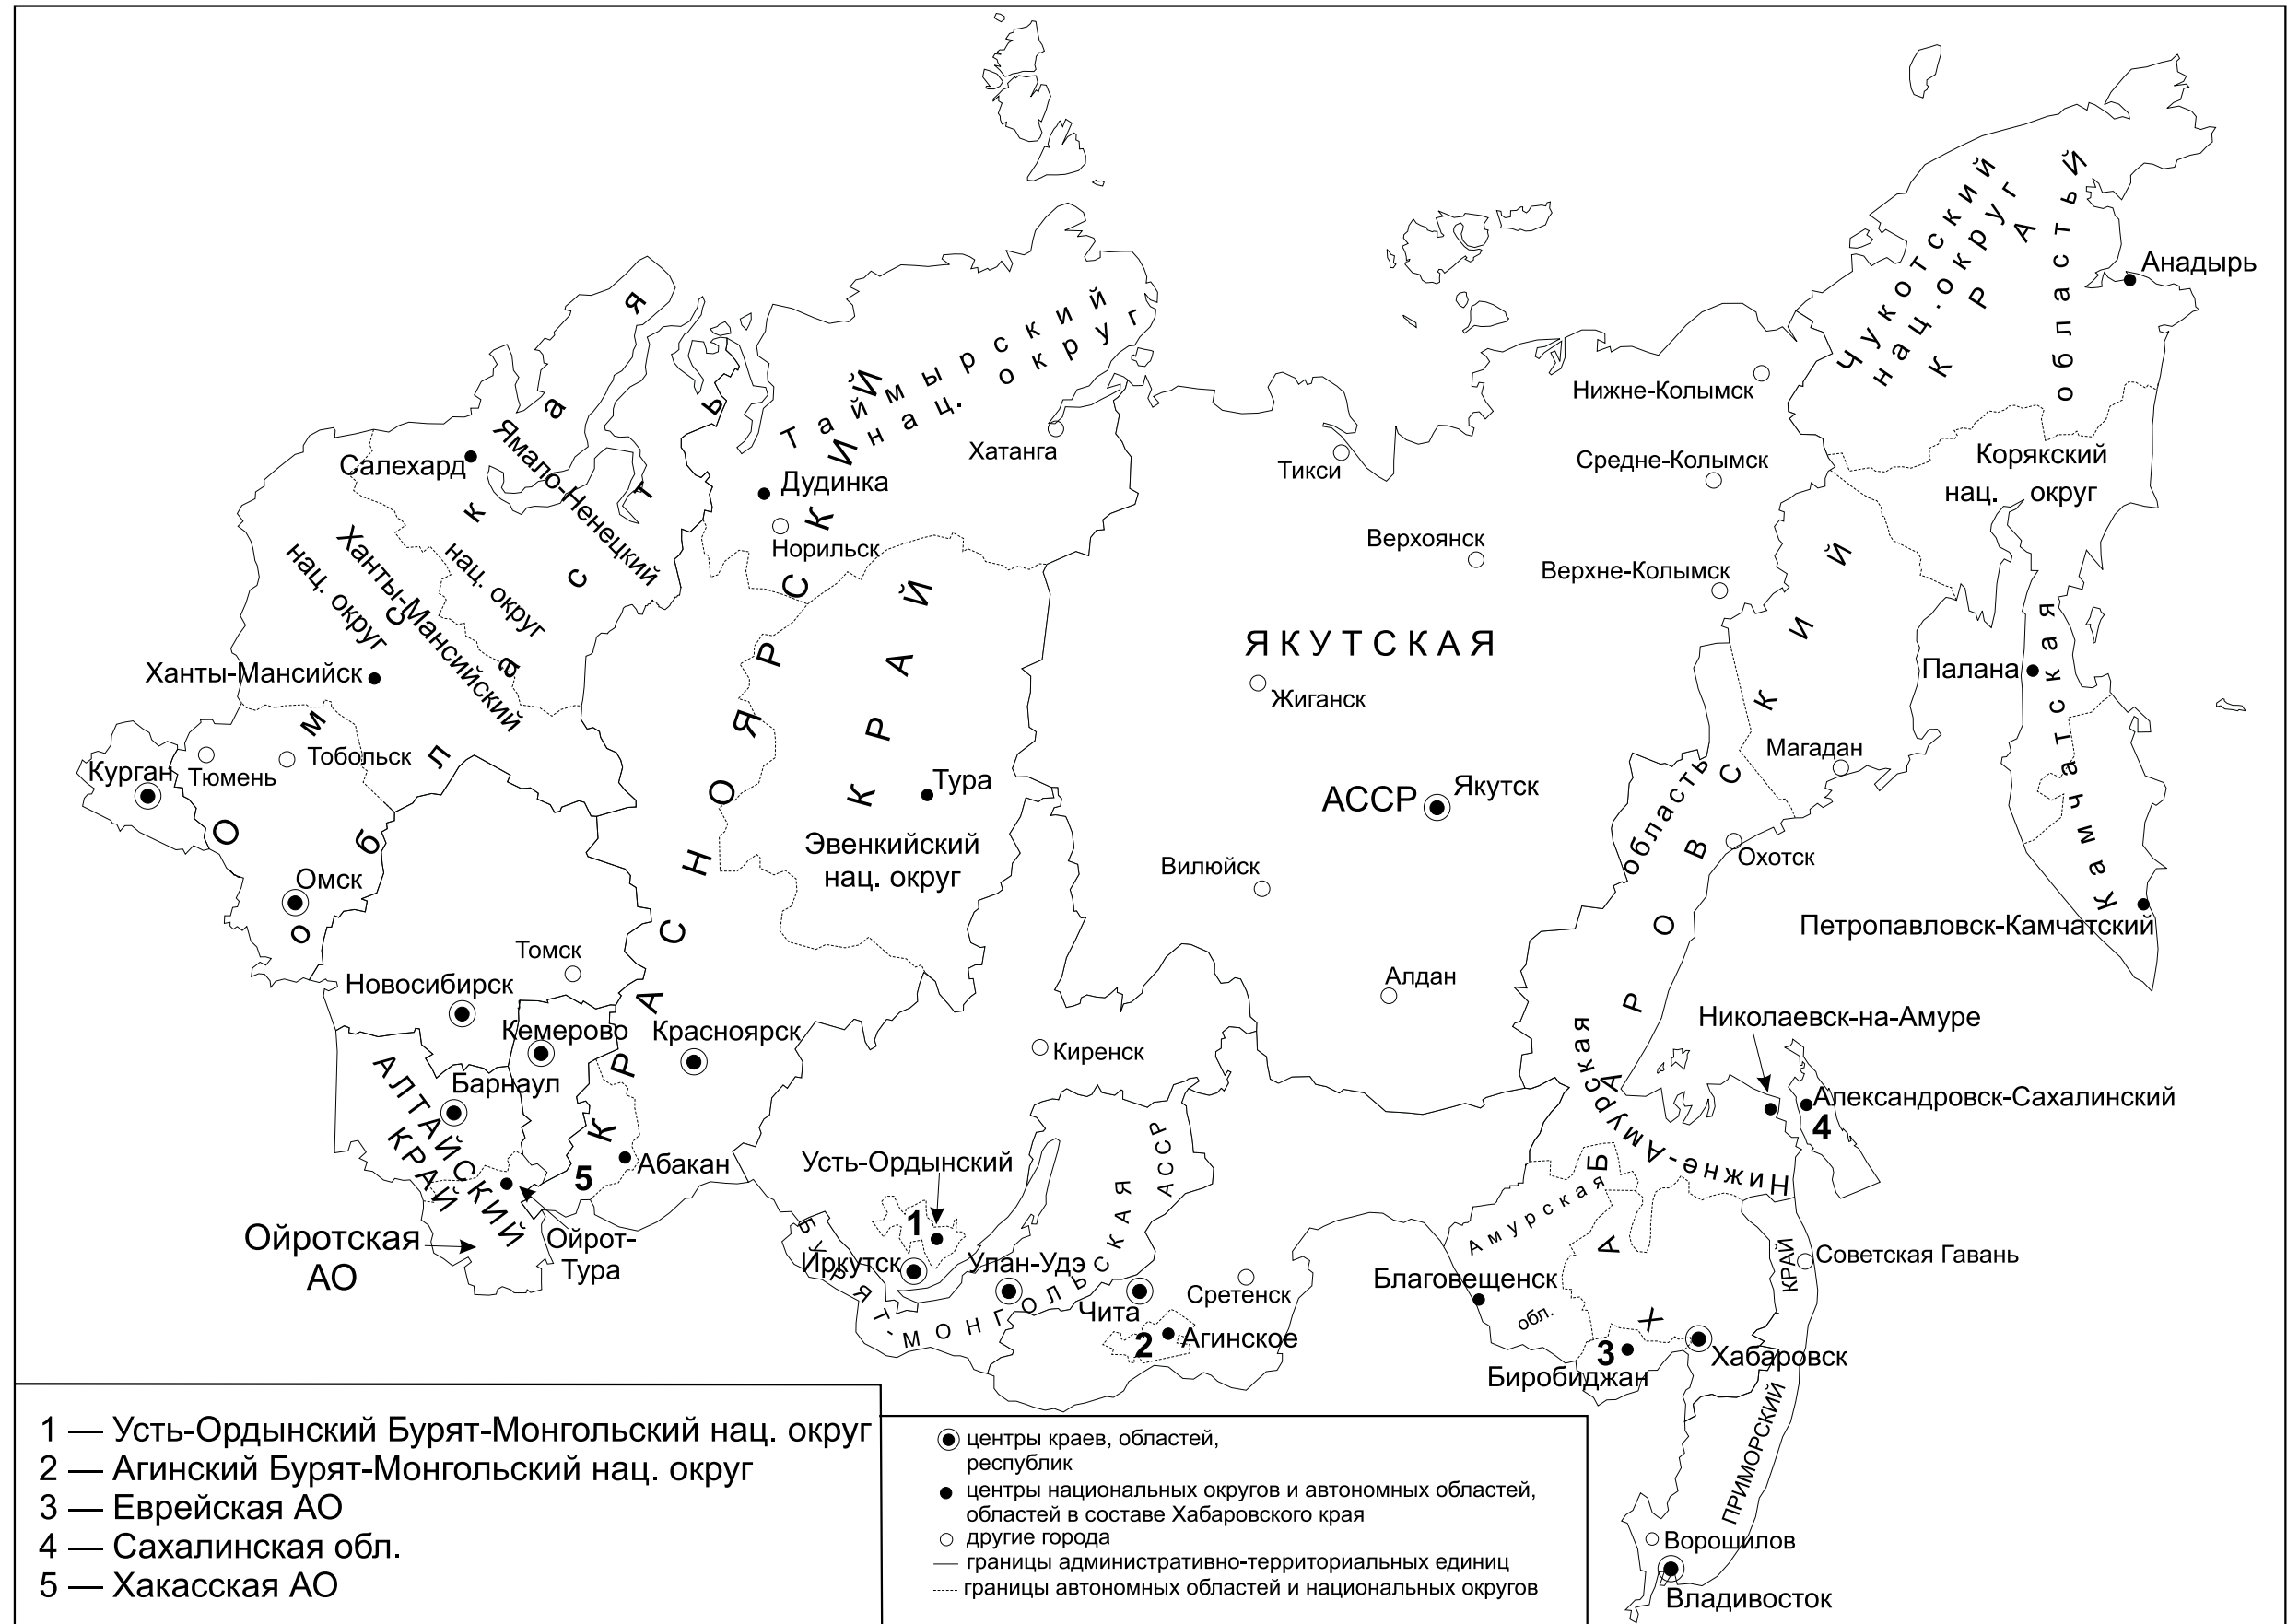 Чукотский
нац. округ
КРАЙ
областьй
Анадырь
Таймырский
нац. округ
Нижне-Колымск
Хатанга
Тикси
Средне-Колымск
Корякский
нац. округ
Салехард
Ямало-Ненецкий
нац. округ
Дудинка
Норильск
Верхоянск
Верхне-Колымск
Ханты-Мансийский
нац. округ
Ханты-Мансийск
ЯКУТСКАЯ
АССР
Якутск
Жиганск
Палана
Камчатская
Магадан
Курган
Тюмень
Тобольск
Омская
область
Омск
Тура
КРАЙ
Эвенкийский
нац. округ
Вилюйск
Охотск
Петропавловск-Камчатский
Томск
Новосибирск
Кемерово
Красноярск
КРАСНОЯРСКИЙ
Алдан
Николаевск-на-Амуре
Киренск
Барнаул
АЛТАЙСКИЙ
КРАЙ
Александровск-Сахалинский
4
Нижне-Амурская
область
ХАБАРОВСКИЙ
5
Абакан
Усть-Ордынский
1
Амурская
обл.
Ойротская
АО
Ойрот-
Тура
Иркутск
Улан-Удэ
БУРЯТ-МОНГОЛЬСКАЯ
АССР
Чита
Сретенск
2
Агинское
Благовещенск
Советская Гавань
КРАЙ
3
Биробиджан
Хабаровск
ПРИМОРСКИЙ
Ворошилов
Владивосток
1 — Усть-Ордынский Бурят-Монгольский нац. округ
2 — Агинский Бурят-Монгольский нац. округ
3 — Еврейская АО
4 — Сахалинская обл.
5 — Хакасская АО
центры краев, областей,
республик
центры национальных округов и автономных областей,
областей в составе Хабаровского края
другие города
границы административно-территориальных единиц
границы автономных областей и национальных округов